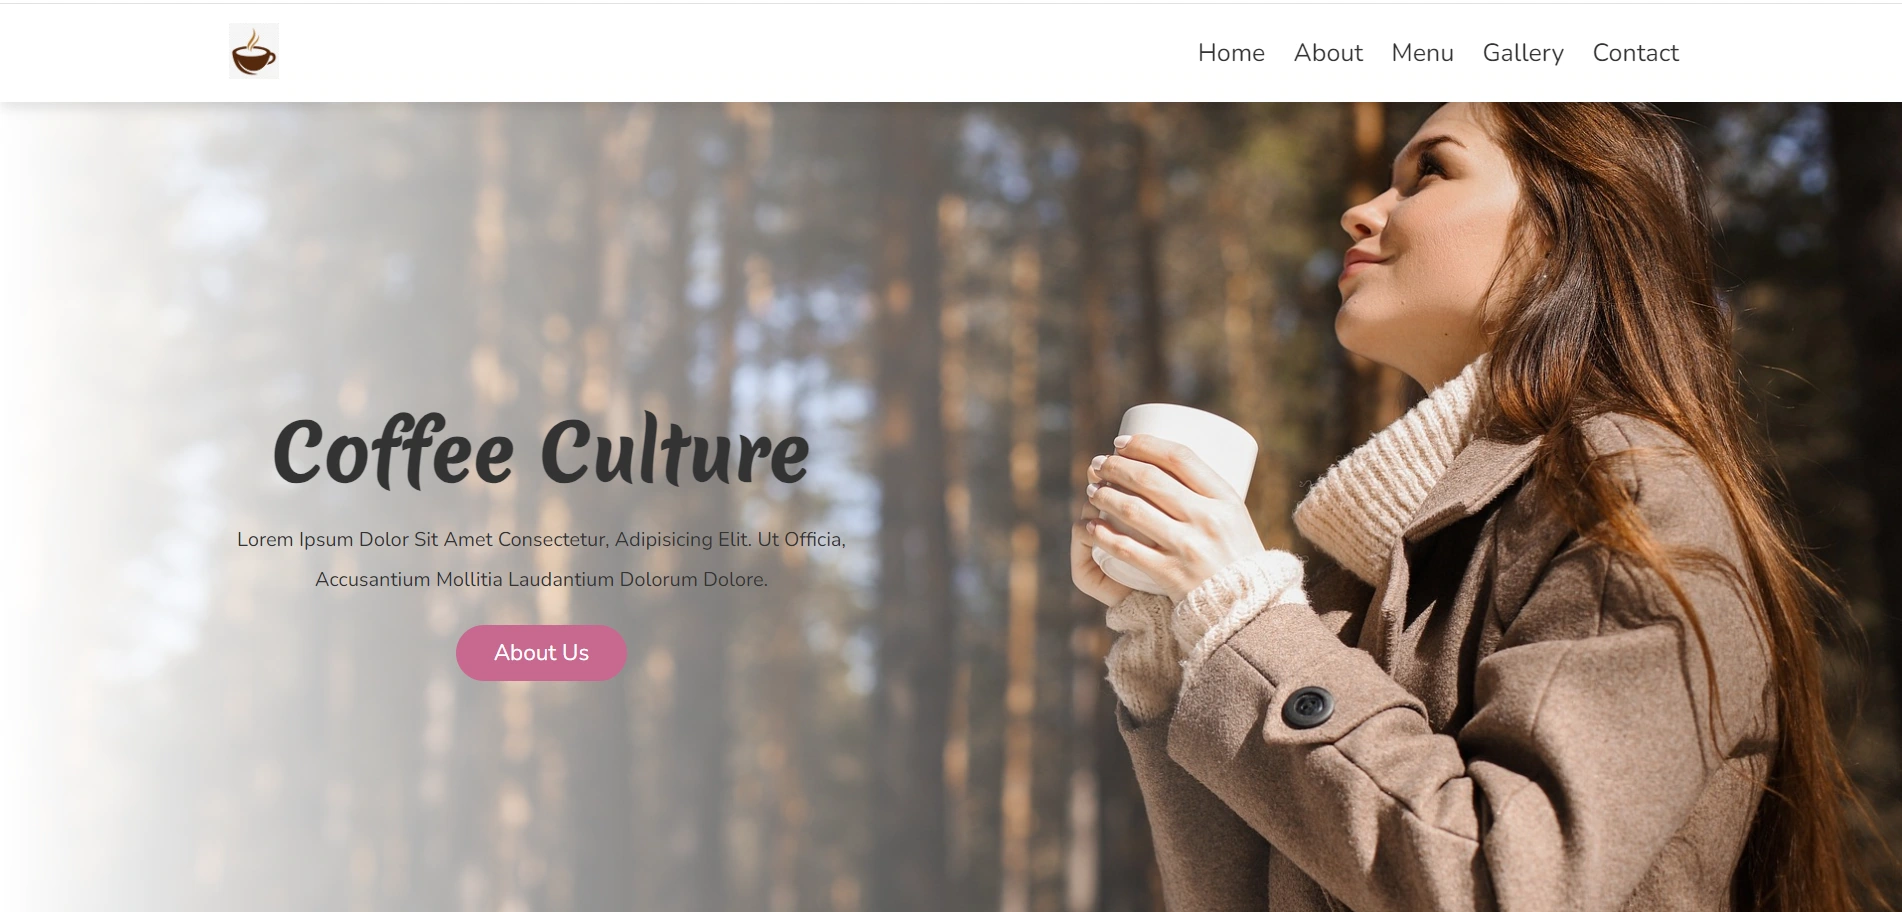 Home About Menu Gallery Contact
Coffee Culture
Lorem Ipsum Dolor Sit Amet Consectetur, Adipisicing Elit. Ut Officia,
Accusantium Mollitia Laudantium Dolorum Dolore.
About Us